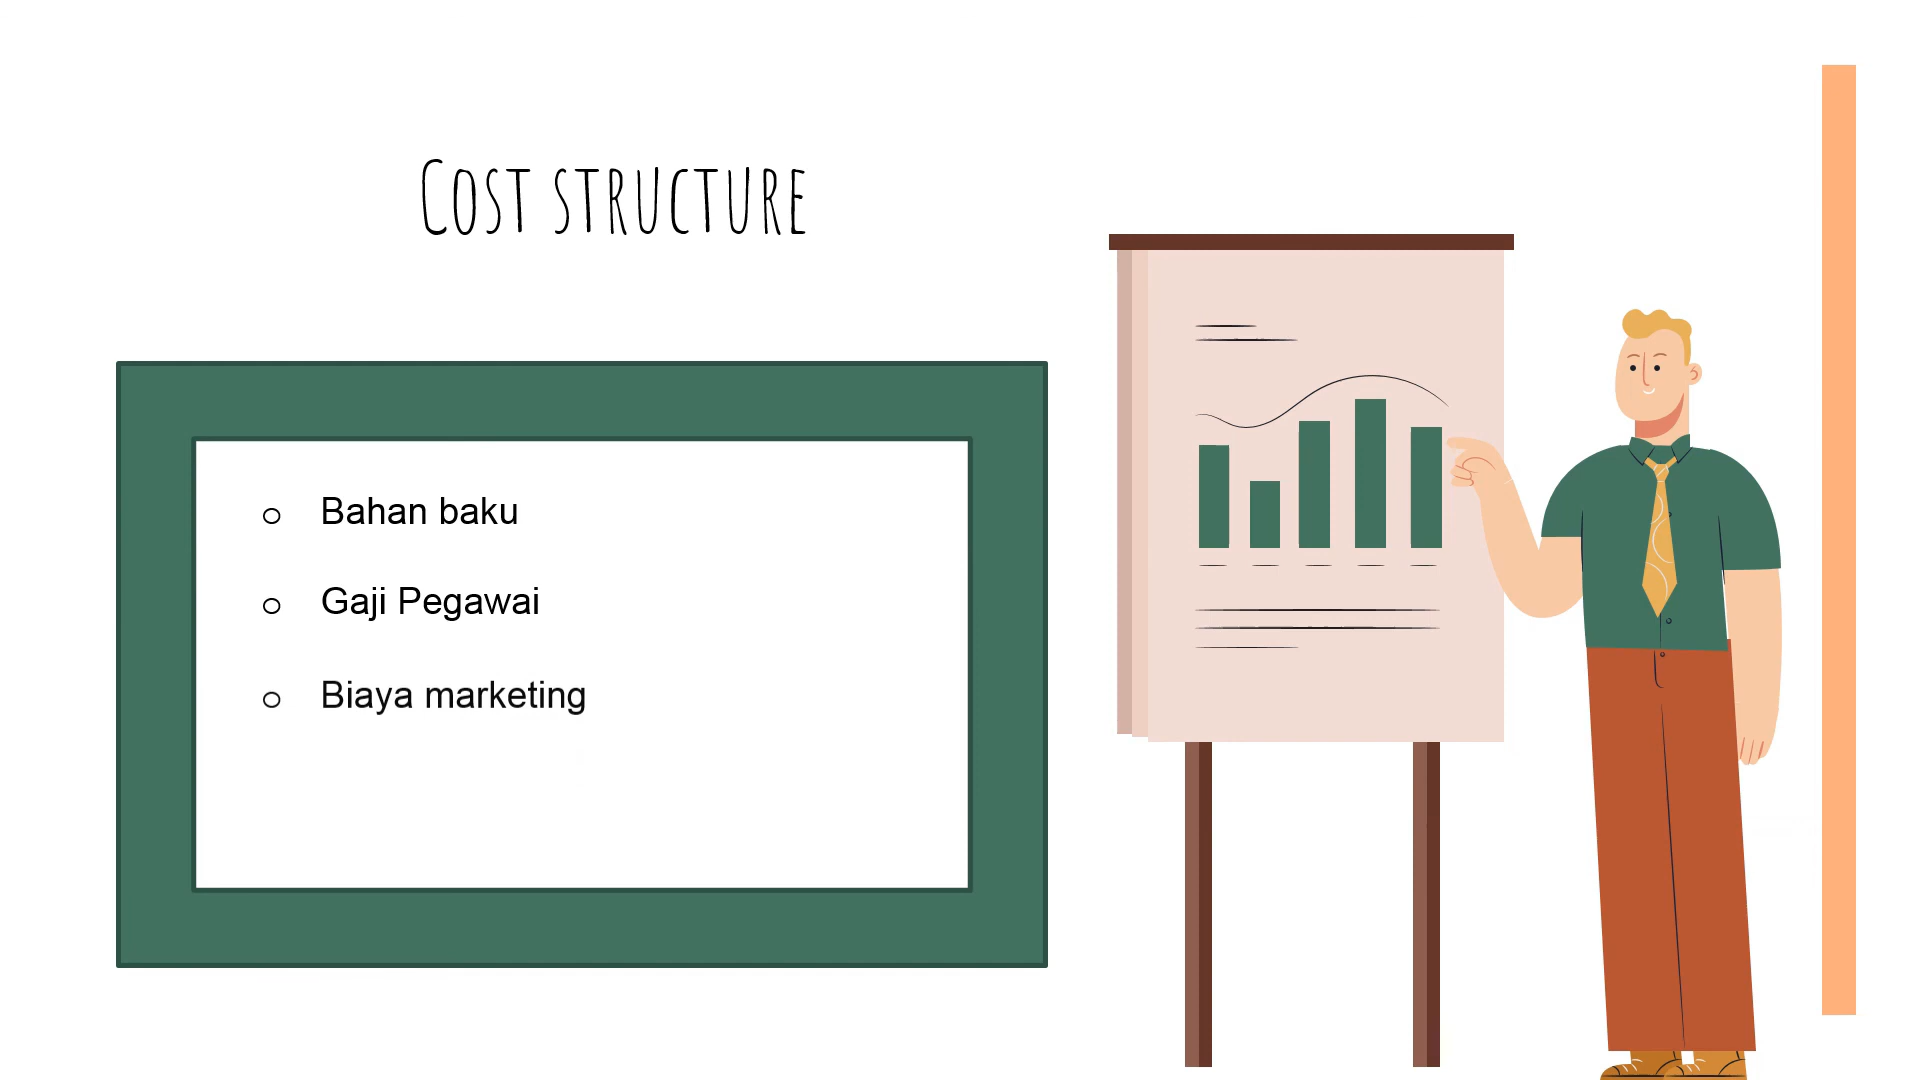 Cost structure
Bahan baku
Gaji Pegawai
Biaya marketing